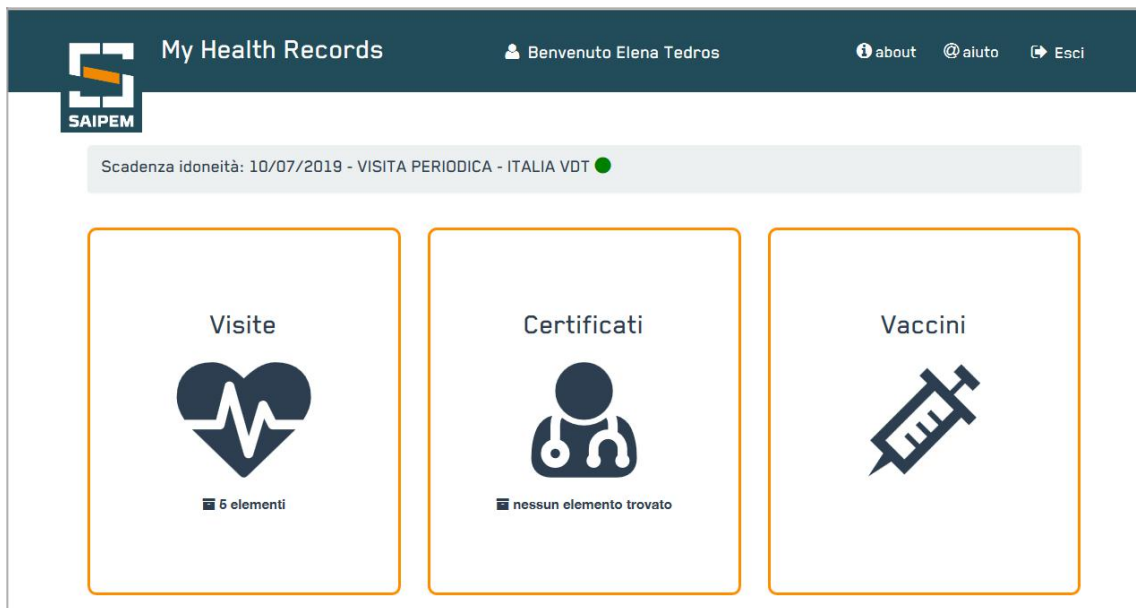 My Health Records
Benvenuto Elena Tedros
about
@ aiuto
Esci
SAIPEM
Scadenza idoneità: 10/07/2019 - VISITA PERIODICA - ITALIA VDT
Visite
5 elementi
Certificati
nessun elemento trovato
Vaccini